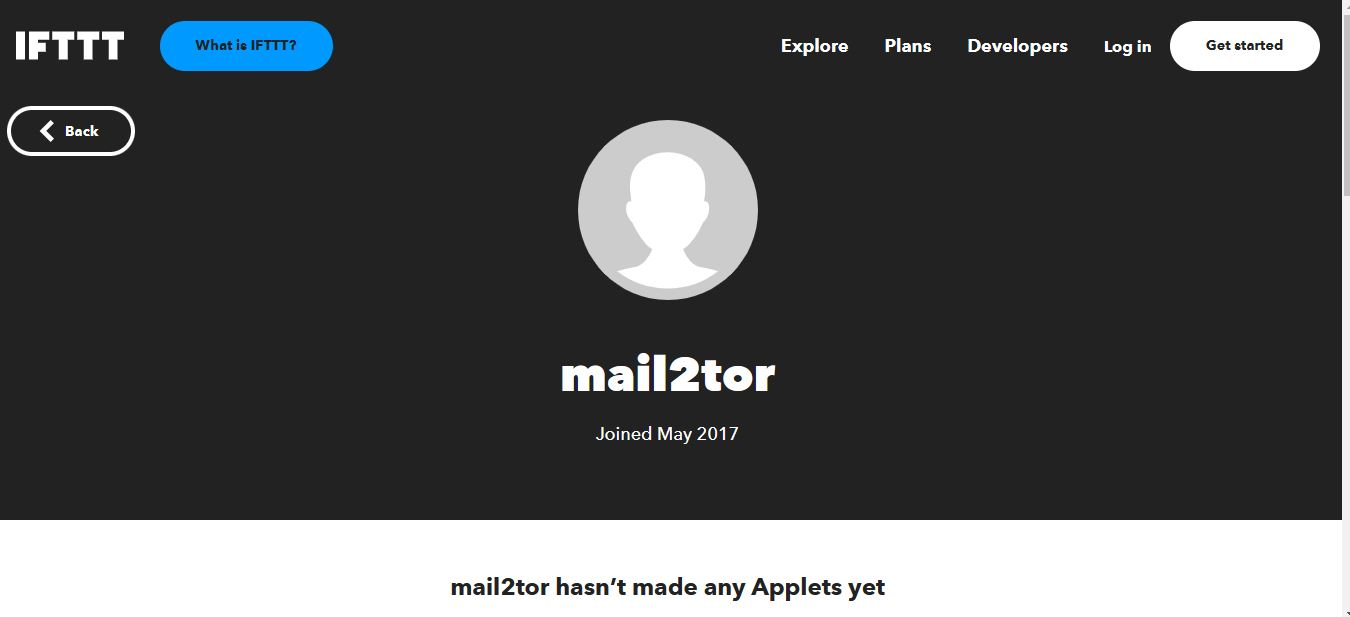 IFTTT
What is IFTTT?
Explore
Plans
Developers
Log in
Get started
Back
mail2tor
Joined May 2017
mail2tor hasn’t made any Applets yet